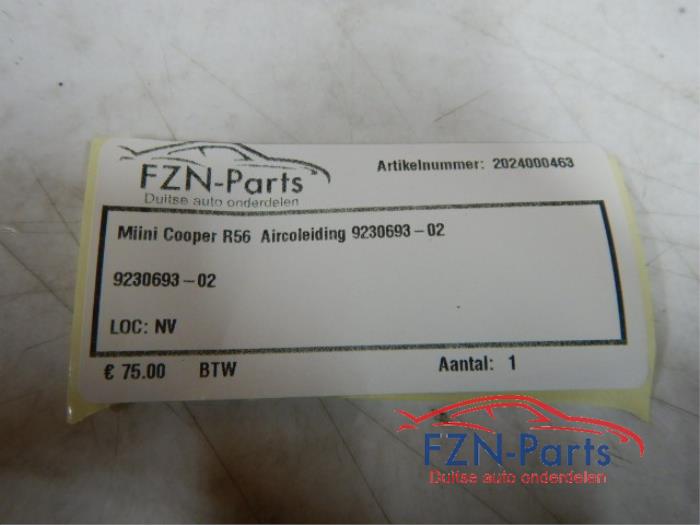 FZN-Parts
Duitse auto onderdelen
Artikelnummer: 2024000463
Miini Cooper R56 Aircoleiding 9230693-02
9230693-02
LOC: NV
€ 75.00 BTW
Aantal: 1
FZN-Parts
Duitse auto onderdelen